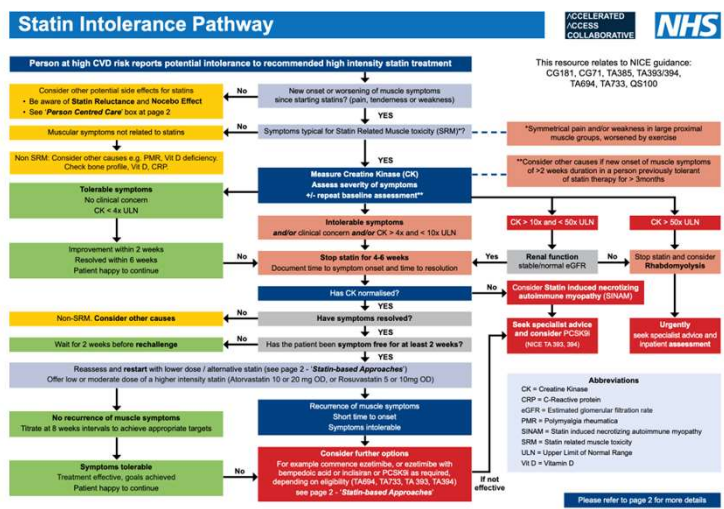 Statin Intolerance Pathway
ACCELERATED
ACCESS
COLLABORATIVE
NHS
Person at high CVD risk reports potential intolerance to recommended high intensity statin treatment
This resource relates to NICE guidance:
CG181, CG71, TA385, TA393/394,
TA694, TA733, QS100
YES
Consider other potential side effects for statins
• Be aware of Statin Reluctance and Nocebo Effect
• See 'Person Centred Care' box at page 2
No
New onset or worsening of muscle symptoms
since starting statins? (pain, tenderness or weakness)
YES
Muscular symptoms not related to statins
No
Symptoms typical for Statin Related Muscle toxicity (SRM)*?
*Symmetrical pain and/or weakness in large proximal
muscle groups, worsened by exercise
YES
Non SRM: Consider other causes e.g. PMR, Vit D deficiency.
Check bone profile, Vit D, CRP.
Measure Creatine Kinase (CK)
Assess severity of symptoms
+/- repeat baseline assessment**
**Consider other causes if new onset of muscle symptoms
of >2 weeks duration in a person previously tolerant
of statin therapy for > 3months
Tolerable symptoms
No clinical concern
CK < 4x ULN
Intolerable symptoms
and/or clinical concern and/or CK > 4x and < 10x ULN
CK > 10x and < 50x ULN
CK > 50x ULN
Improvement within 2 weeks
Resolved within 6 weeks
Patient happy to continue
No
Stop statin for 4-6 weeks
Document time to symptom onset and time to resolution
Yes
Renal function
stable/normal eGFR
No
Stop statin and consider
Rhabdomyolysis
Has CK normalised?
No
Consider Statin induced necrotizing
autoimmune myopathy (SINAM)
YES
Non-SRM. Consider other causes
No
Have symptoms resolved?
Seek specialist advice
and consider PCSK9i
(NICE TA 393, 394)
Urgently
seek specialist advice and
inpatient assessment
YES
Wait for 2 weeks before rechallenge
No
Has the patient been symptom free for at least 2 weeks?
YES
Reassess and restart with lower dose / alternative statin (see page 2 - 'Statin-based Approaches')
Offer low or moderate dose of a higher intensity statin (Atorvastatin 10 or 20 mg OD, or Rosuvastatin 5 or 10mg OD)
Abbreviations
CK = Creatine Kinase
CRP = C-Reactive protein
eGFR = Estimated glomerular filtration rate
PMR = Polymyalgia rheumatica
SINAM = Statin induced necrotizing autoimmune myopathy
SRM = Statin related muscle toxicity
ULN = Upper Limit of Normal Range
Vit D = Vitamin D
No recurrence of muscle symptoms
Titrate at 8 weeks intervals to achieve appropriate targets
Recurrence of muscle symptoms
Short time to onset
Symptoms intolerable
Symptoms tolerable
Treatment effective, goals achieved
Patient happy to continue
No
Consider further options
For example commence ezetimibe, or ezetimibe with
bempedoic acid or inclisiran or PCSK9i as required,
depending on eligibility (TA694, TA733, TA 393, TA394)
see page 2 - 'Statin-based Approaches'
If not
effective
Please refer to page 2 for more details